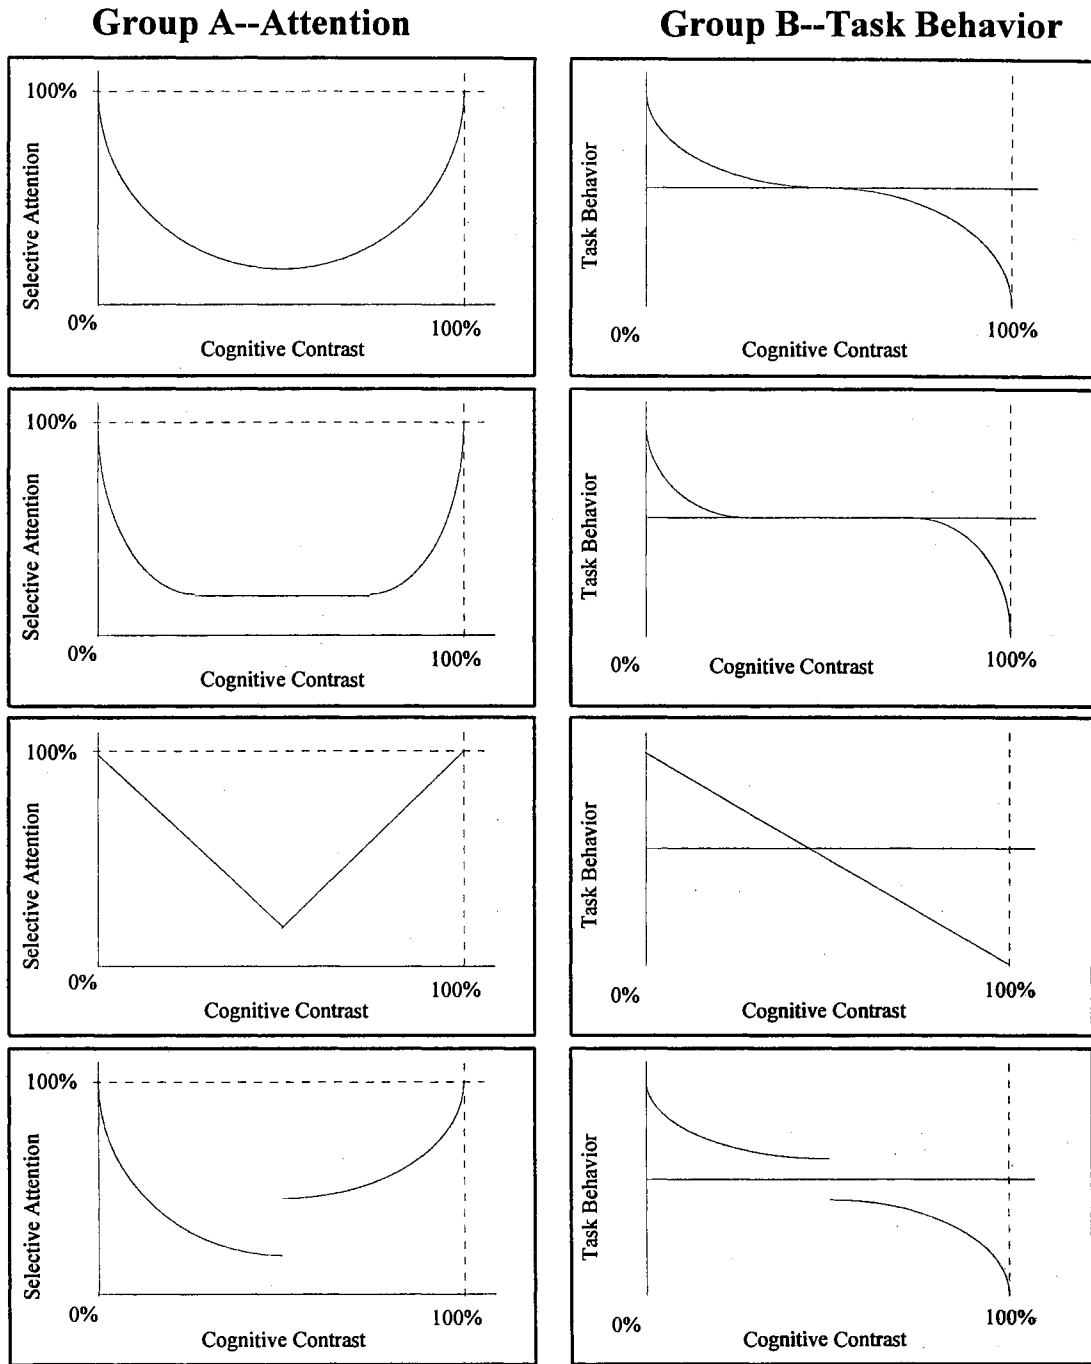 Group A--Attention
Group B--Task Behavior
100%
Selective Attention
0%
100%
Cognitive Contrast
Task Behavior
0%
100%
Cognitive Contrast
100%
Selective Attention
0%
100%
Cognitive Contrast
Task Behavior
0%
100%
Cognitive Contrast
100%
Selective Attention
0%
100%
Cognitive Contrast
Task Behavior
0%
100%
Cognitive Contrast
100%
Selective Attention
0%
100%
Cognitive Contrast
Task Behavior
0%
100%
Cognitive Contrast